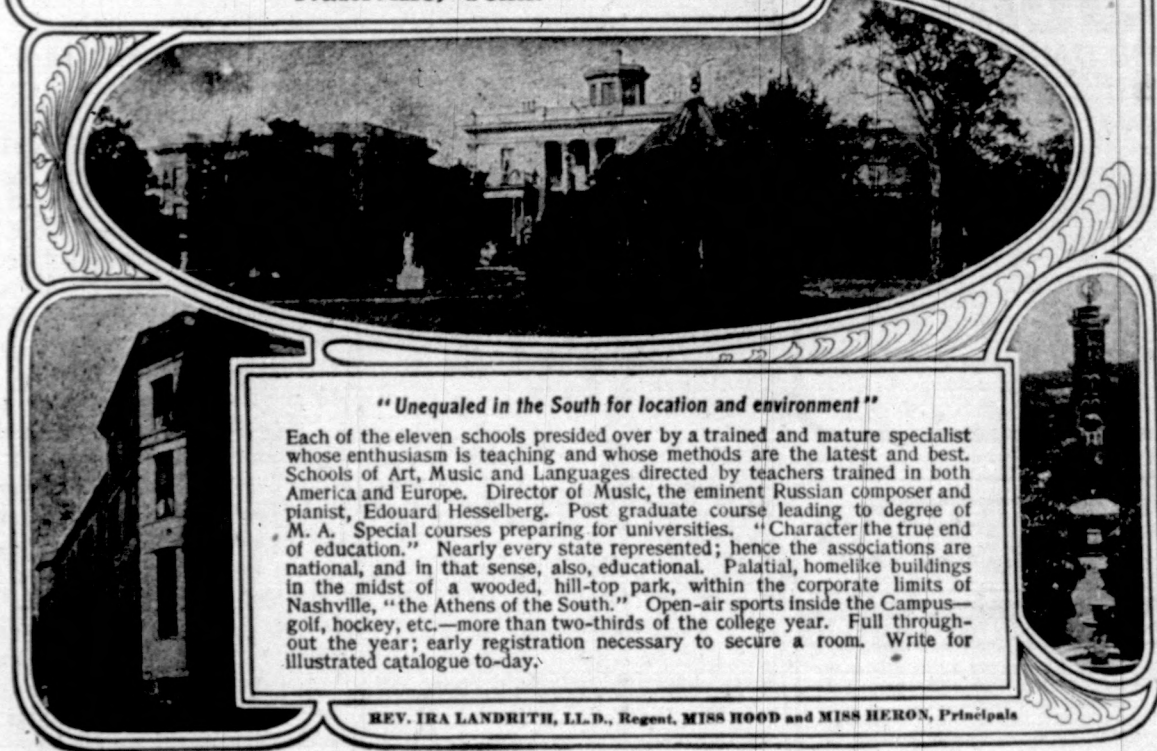 "Unequaled in the South for location and environment"
Each of the eleven schools presided over by a trained and mature specialist
whose enthusiasm is teaching and whose methods are the latest and best.
Schools of Art, Music and Languages directed by teachers trained in both
America and Europe. Director of Music, the eminent Russian composer and
pianist, Edouard Hesselberg. Post graduate course leading to degree of
M. A. Special courses preparing for universities. "Character the true end
of education." Nearly every state represented; hence the associations are
national, and in that sense, also, educational. Palatial, homelike buildings
in the midst of a wooded, hill-top park, within the corporate limits of
Nashville, "the Athens of the South." Open-air sports inside the Campus—
golf, hockey, etc.—more than two-thirds of the college year. Full through-
out the year; early registration necessary to secure a room. Write for
illustrated catalogue to-day.
REV. IRA LANDRITH, LL.D., Regent, MISS HOOD and MISS HERON, Principals